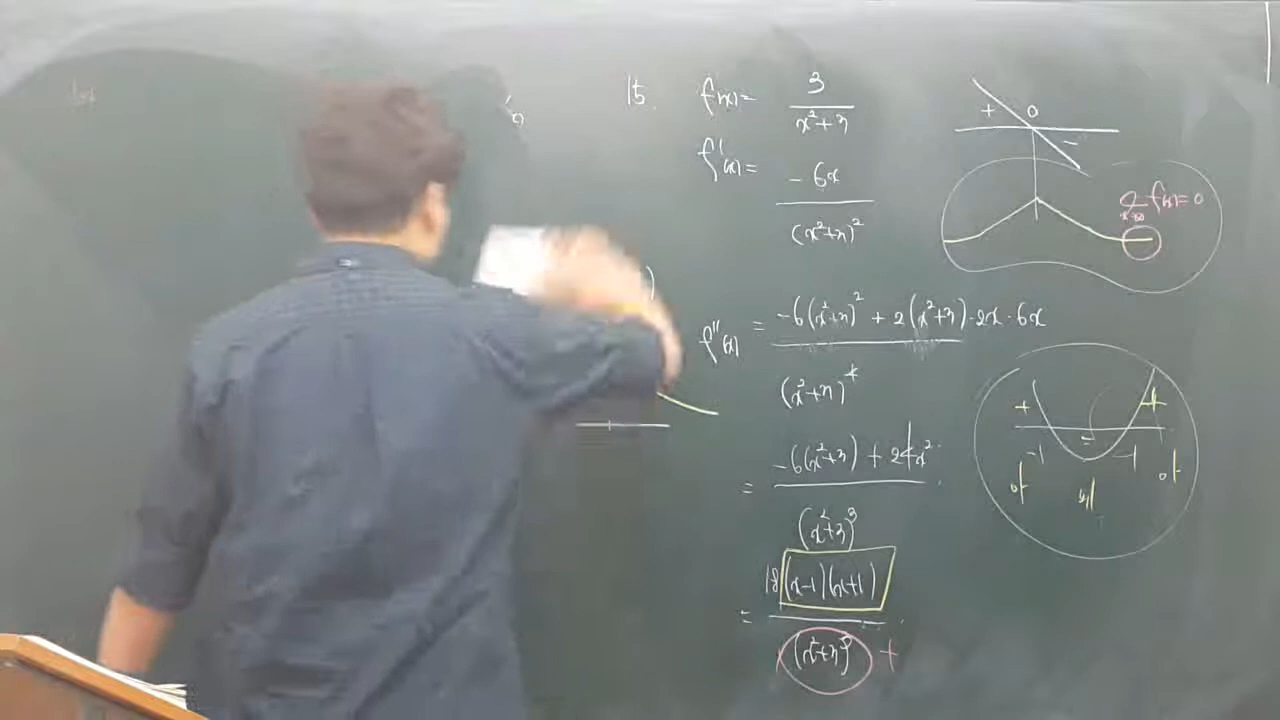 15. f(x) = 3 / (x²+3)
f'(x) = -6x / (x²+3)²
f''(x) = -6(x²+3)² + 2(x²+3)·2x·6x / (x²+3)⁴
= -6(x²+3) + 24x² / (x²+3)³
= 18(x-1)(x+1) / (x²+3)³ +
+ 0 -
f(x)=0
+ - +
-1 -1